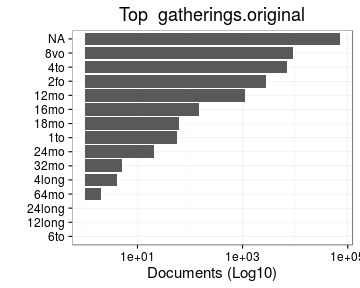 Top  gatherings.original
NA
8vo
4to
2fo
12mo
16mo
18mo
1to
24mo
32mo
4long
64mo
24long
12long
6to
1e+01
1e+03
1e+05
Documents (Log10)